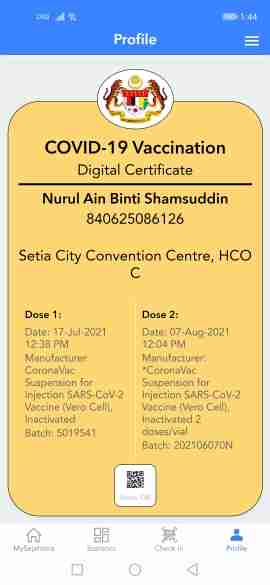 1:44
Profile
COVID-19 Vaccination
Digital Certificate
Nurul Ain Binti Shamsuddin
840625086126
Setia City Convention Centre, HCO
C
Dose 1:
Date: 17-Jul-2021
12:38 PM
Manufacturer
CoronaVac
Suspension for
Injection SARS-CoV-2
Vaccine (Vero Cell),
Inactivated
Batch: 5019541
Dose 2:
Date: 07-Aug-2021
12:04 PM
Manufacturer:
*CoronaVac
Suspension for
Injection SARS-CoV-2
Vaccine (Vero Cell),
Inactivated 2
doses/vial
Batch: 202106070N
MySejahtera
Statistics
Check In
Profile